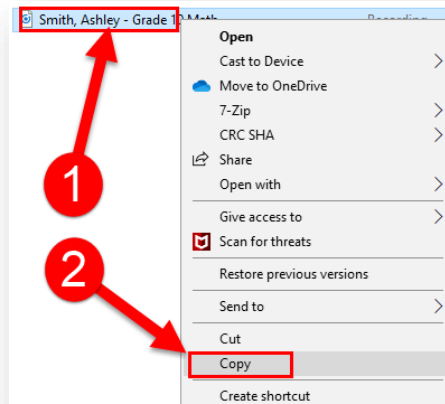 Smith, Ashley - Grade 10 Math Recording
1
Open
Cast to Device
Move to OneDrive
7-Zip
CRC SHA
Share
Open with
Give access to
Scan for threats
Restore previous versions
Send to
2
Cut
Copy
Create shortcut